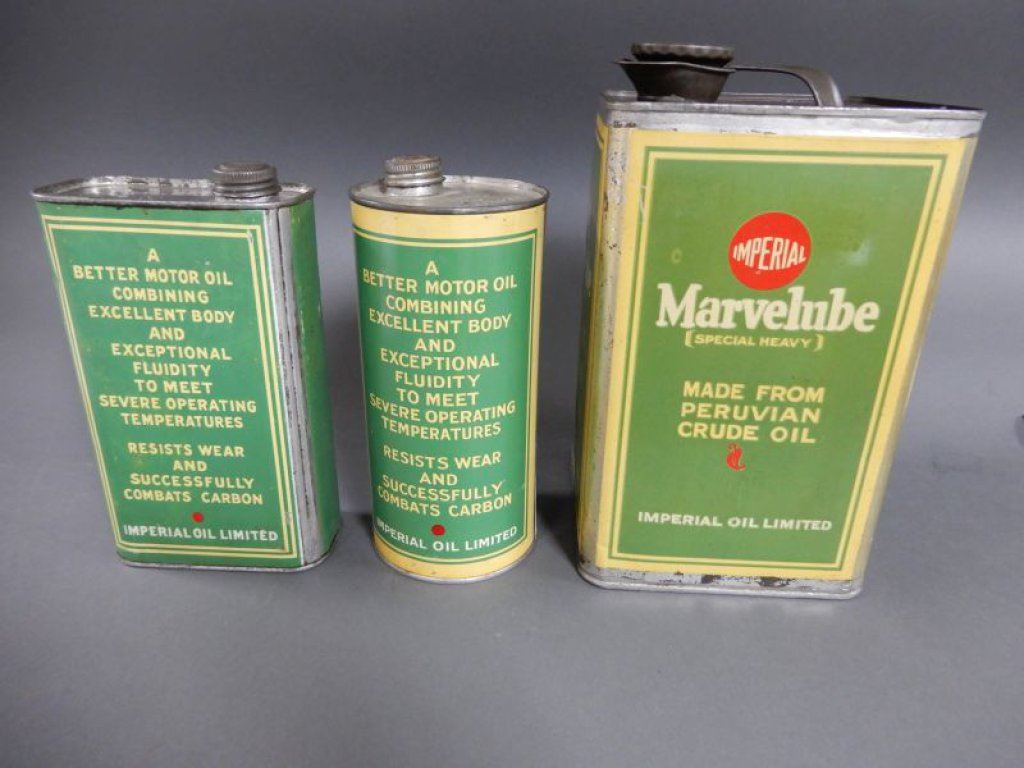 A
BETTER MOTOR OIL
COMBINING
EXCELLENT BODY
AND
EXCEPTIONAL
FLUIDITY
TO MEET
SEVERE OPERATING
TEMPERATURES
RESISTS WEAR
AND
SUCCESSFULLY
COMBATS CARBON
IMPERIAL OIL LIMITED
A
BETTER MOTOR OIL
COMBINING
EXCELLENT BODY
AND
EXCEPTIONAL
FLUIDITY
TO MEET
SEVERE OPERATING
TEMPERATURES
RESISTS WEAR
AND
SUCCESSFULLY
COMBATS CARBON
IMPERIAL OIL LIMITED
C
IMPERIAL
Marvelube
[SPECIAL HEAVY]
MADE FROM
PERUVIAN
CRUDE OIL
IMPERIAL OIL LIMITED